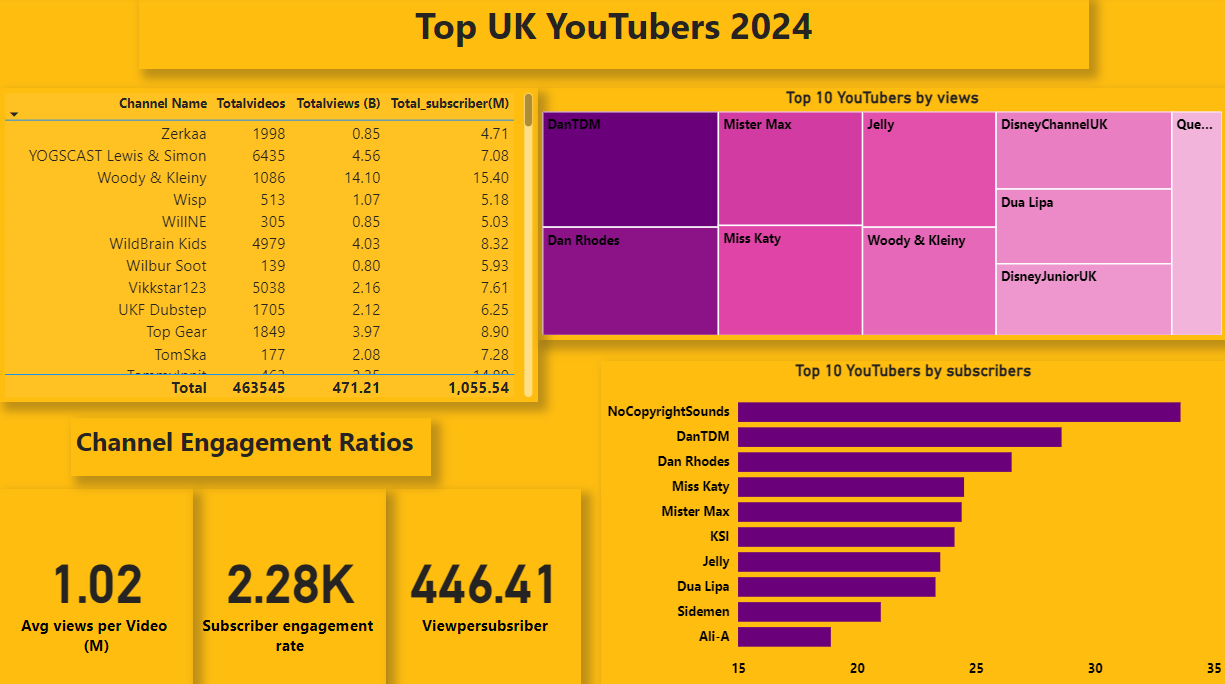 Top UK YouTubers 2024
Channel Name Totalvideos Totalviews (B) Total_subscriber(M)
Zerkaa 1998 0.85 4.71
YOGSCAST Lewis & Simon 6435 4.56 7.08
Woody & Kleiny 1086 14.10 15.40
Wisp 513 1.07 5.18
WillNE 305 0.85 5.03
WildBrain Kids 4979 4.03 8.32
Wilbur Soot 139 0.80 5.93
Vikkstar123 5038 2.16 7.61
UKF Dubstep 1705 2.12 6.25
Top Gear 1849 3.97 8.90
TomSka 177 2.08 7.28
Total 463545 471.21 1,055.54
Top 10 YouTubers by views
DanTDM
Dan Rhodes
Mister Max
Miss Katy
Jelly
Woody & Kleiny
DisneyChannelUK
Dua Lipa
DisneyJuniorUK
Que...
Channel Engagement Ratios
1.02
Avg views per Video
(M)
2.28K
Subscriber engagement
rate
446.41
Viewpersubsriber
Top 10 YouTubers by subscribers
NoCopyrightSounds
DanTDM
Dan Rhodes
Miss Katy
Mister Max
KSI
Jelly
Dua Lipa
Sidemen
Ali-A
15 20 25 30 35